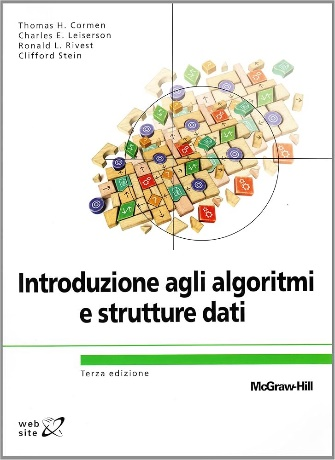 Thomas H. Cormen
Charles E. Leiserson
Ronald L. Rivest
Clifford Stein
Introduzione agli algoritmi
e strutture dati
Terza edizione
McGraw-Hill
web
site